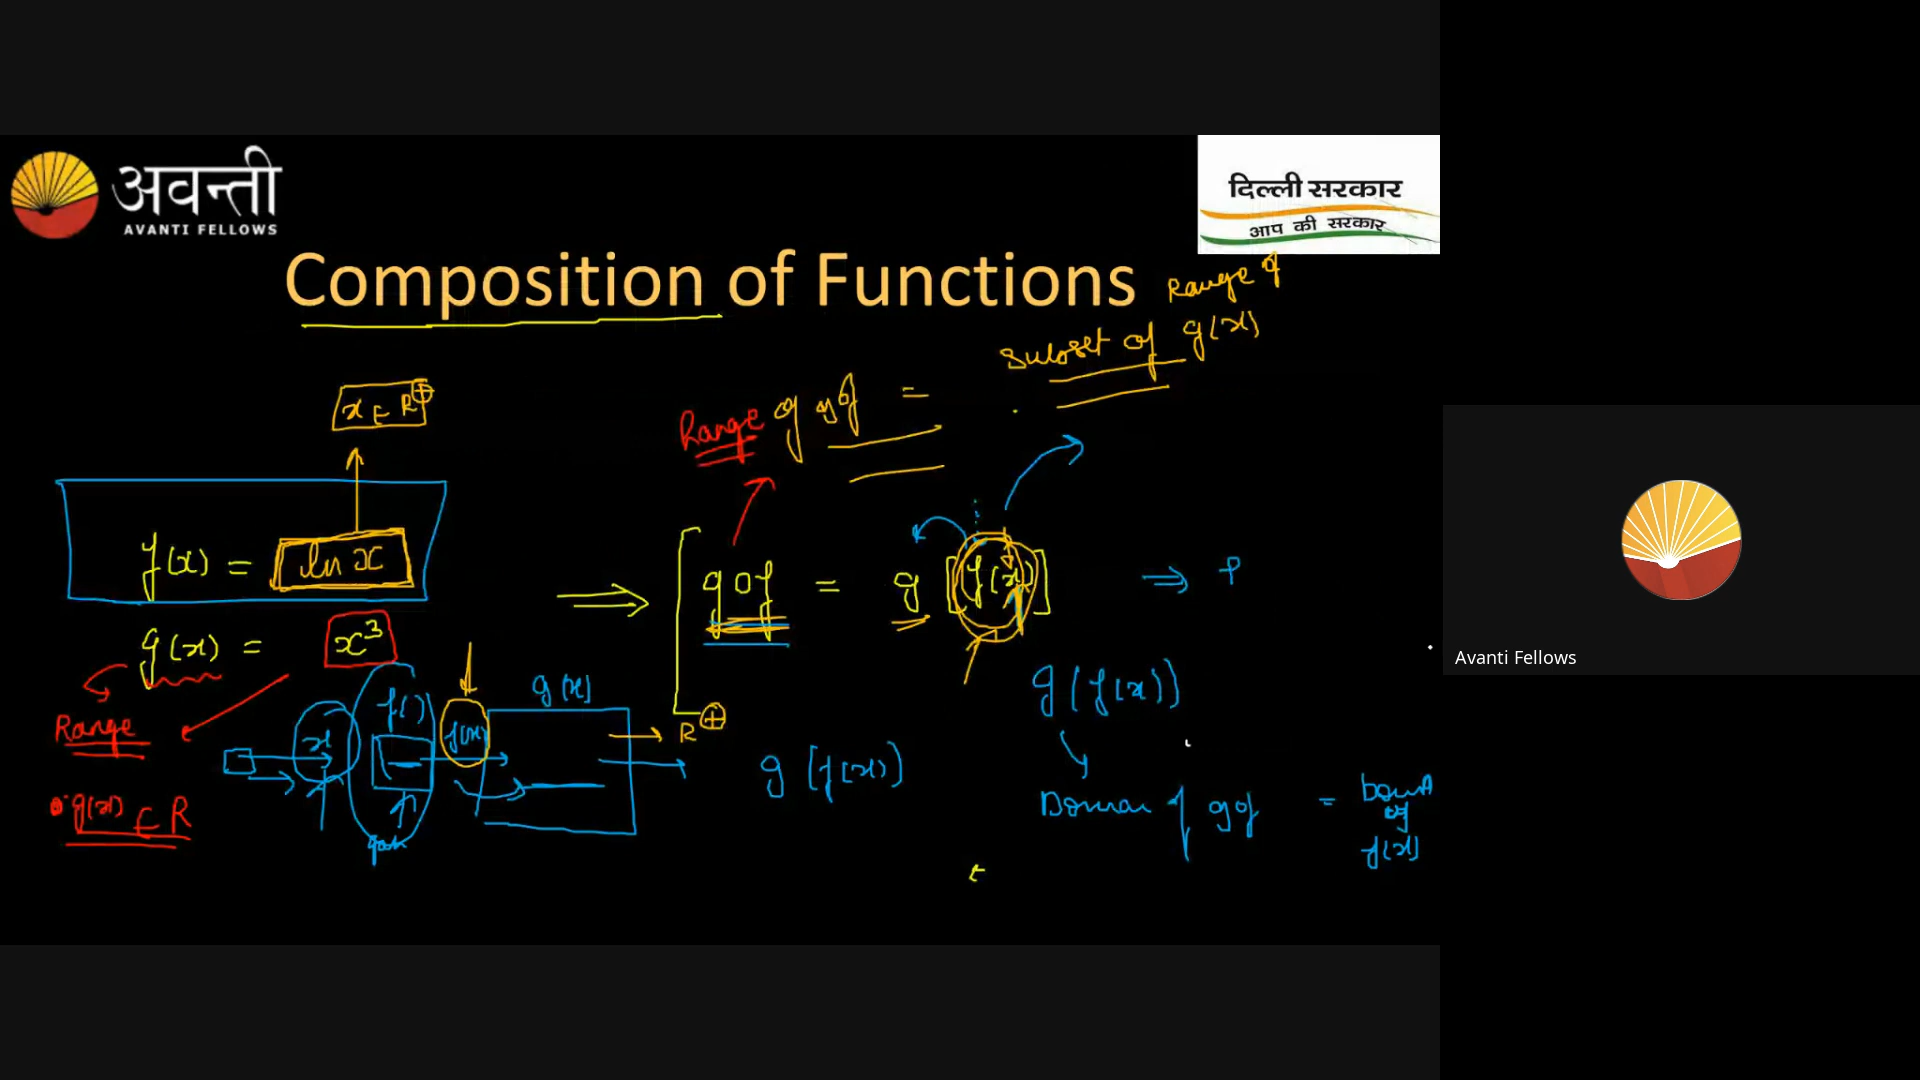 अवन्ती
AVANTI FELLOWS
दिल्ली सरकार
आप की सरकार
Composition of Functions
Range of
subset of g(x)
x ∈ R⊕
Range of gof =
f(x) = ln x
gof = g [f(x)] ⇒
g(x) = x³
g(x)
f()
g(f(x))
Range
x
f(x)
R⊕
g (f(x))
g(x) ∈ R
Domain of gof =
of
f(x)
Avanti Fellows